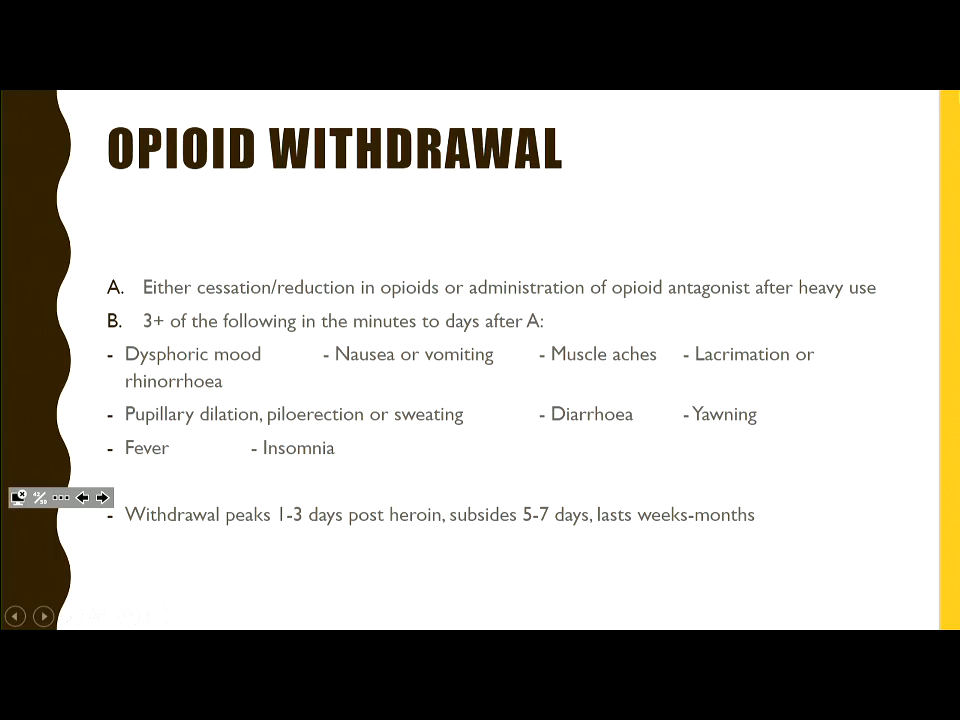 OPIOID WITHDRAWAL
A. Either cessation/reduction in opioids or administration of opioid antagonist after heavy use
B. 3+ of the following in the minutes to days after A:
- Dysphoric mood - Nausea or vomiting - Muscle aches - Lacrimation or
rhinorrhoea
- Pupillary dilation, piloerection or sweating - Diarrhoea - Yawning
- Fever - Insomnia
42/59
- Withdrawal peaks 1-3 days post heroin, subsides 5-7 days, lasts weeks-months